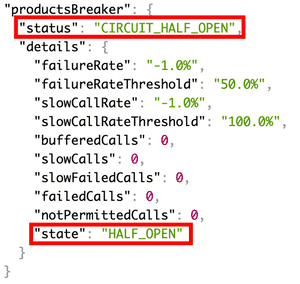 "productsBreaker": {
"status": "CIRCUIT_HALF_OPEN",
"details": {
"failureRate": "-1.0%",
"failureRateThreshold": "50.0%",
"slowCallRate": "-1.0%",
"slowCallRateThreshold": "100.0%",
"bufferedCalls": 0,
"slowCalls": 0,
"slowFailedCalls": 0,
"failedCalls": 0,
"notPermittedCalls": 0,
"state": "HALF_OPEN"
}
}